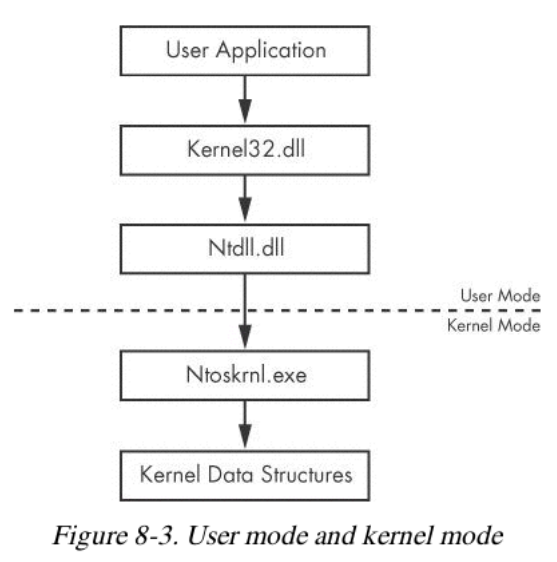 User Application
Kernel32.dll
Ntdll.dll
User Mode
Kernel Mode
Ntoskrnl.exe
Kernel Data Structures
Figure 8-3. User mode and kernel mode